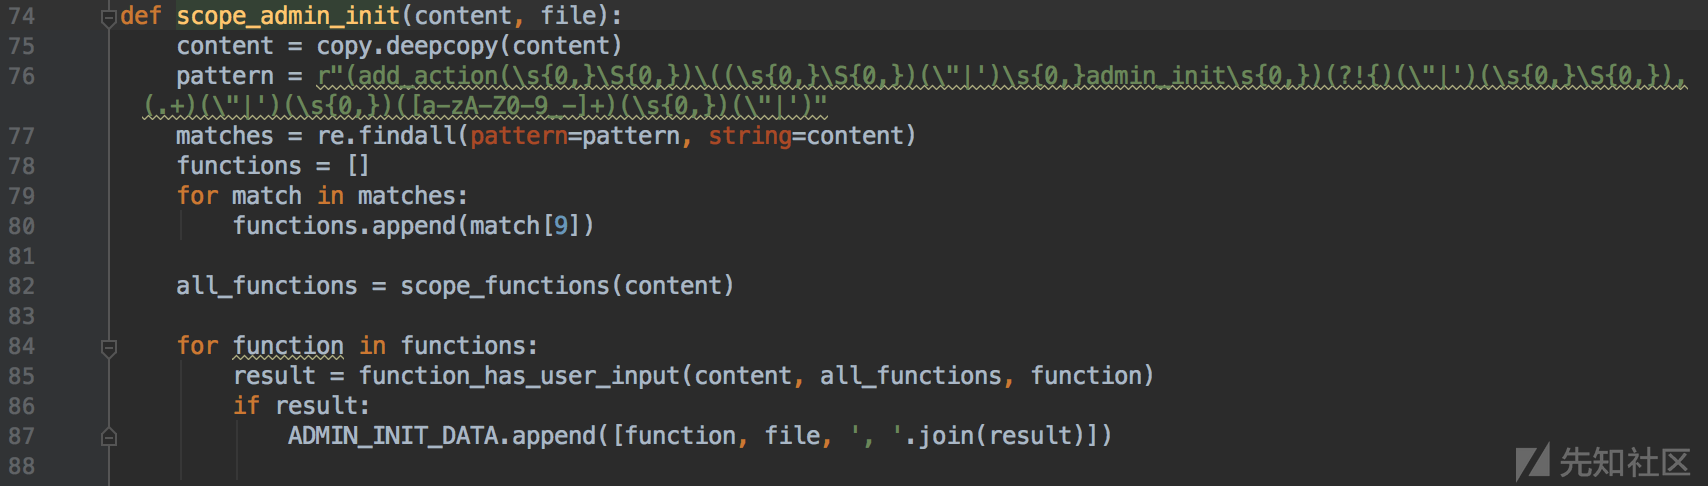 74 def scope_admin_init(content, file):
75 content = copy.deepcopy(content)
76 pattern = r"(add_action(\s{0,}\S{0,})\((\s{0,}\S{0,})(\"|')\s{0,}admin_init\s{0,})(?!{)(\"|')(\s{0,}\S{0,}),
(.+)(\"|')(\s{0,})([a-zA-Z0-9_-]+)(\s{0,})(\"|')"
77 matches = re.findall(pattern=pattern, string=content)
78 functions = []
79 for match in matches:
80 functions.append(match[9])
81
82 all_functions = scope_functions(content)
83
84 for function in functions:
85 result = function_has_user_input(content, all_functions, function)
86 if result:
87 ADMIN_INIT_DATA.append([function, file, ', '.join(result)])
88
先知社区